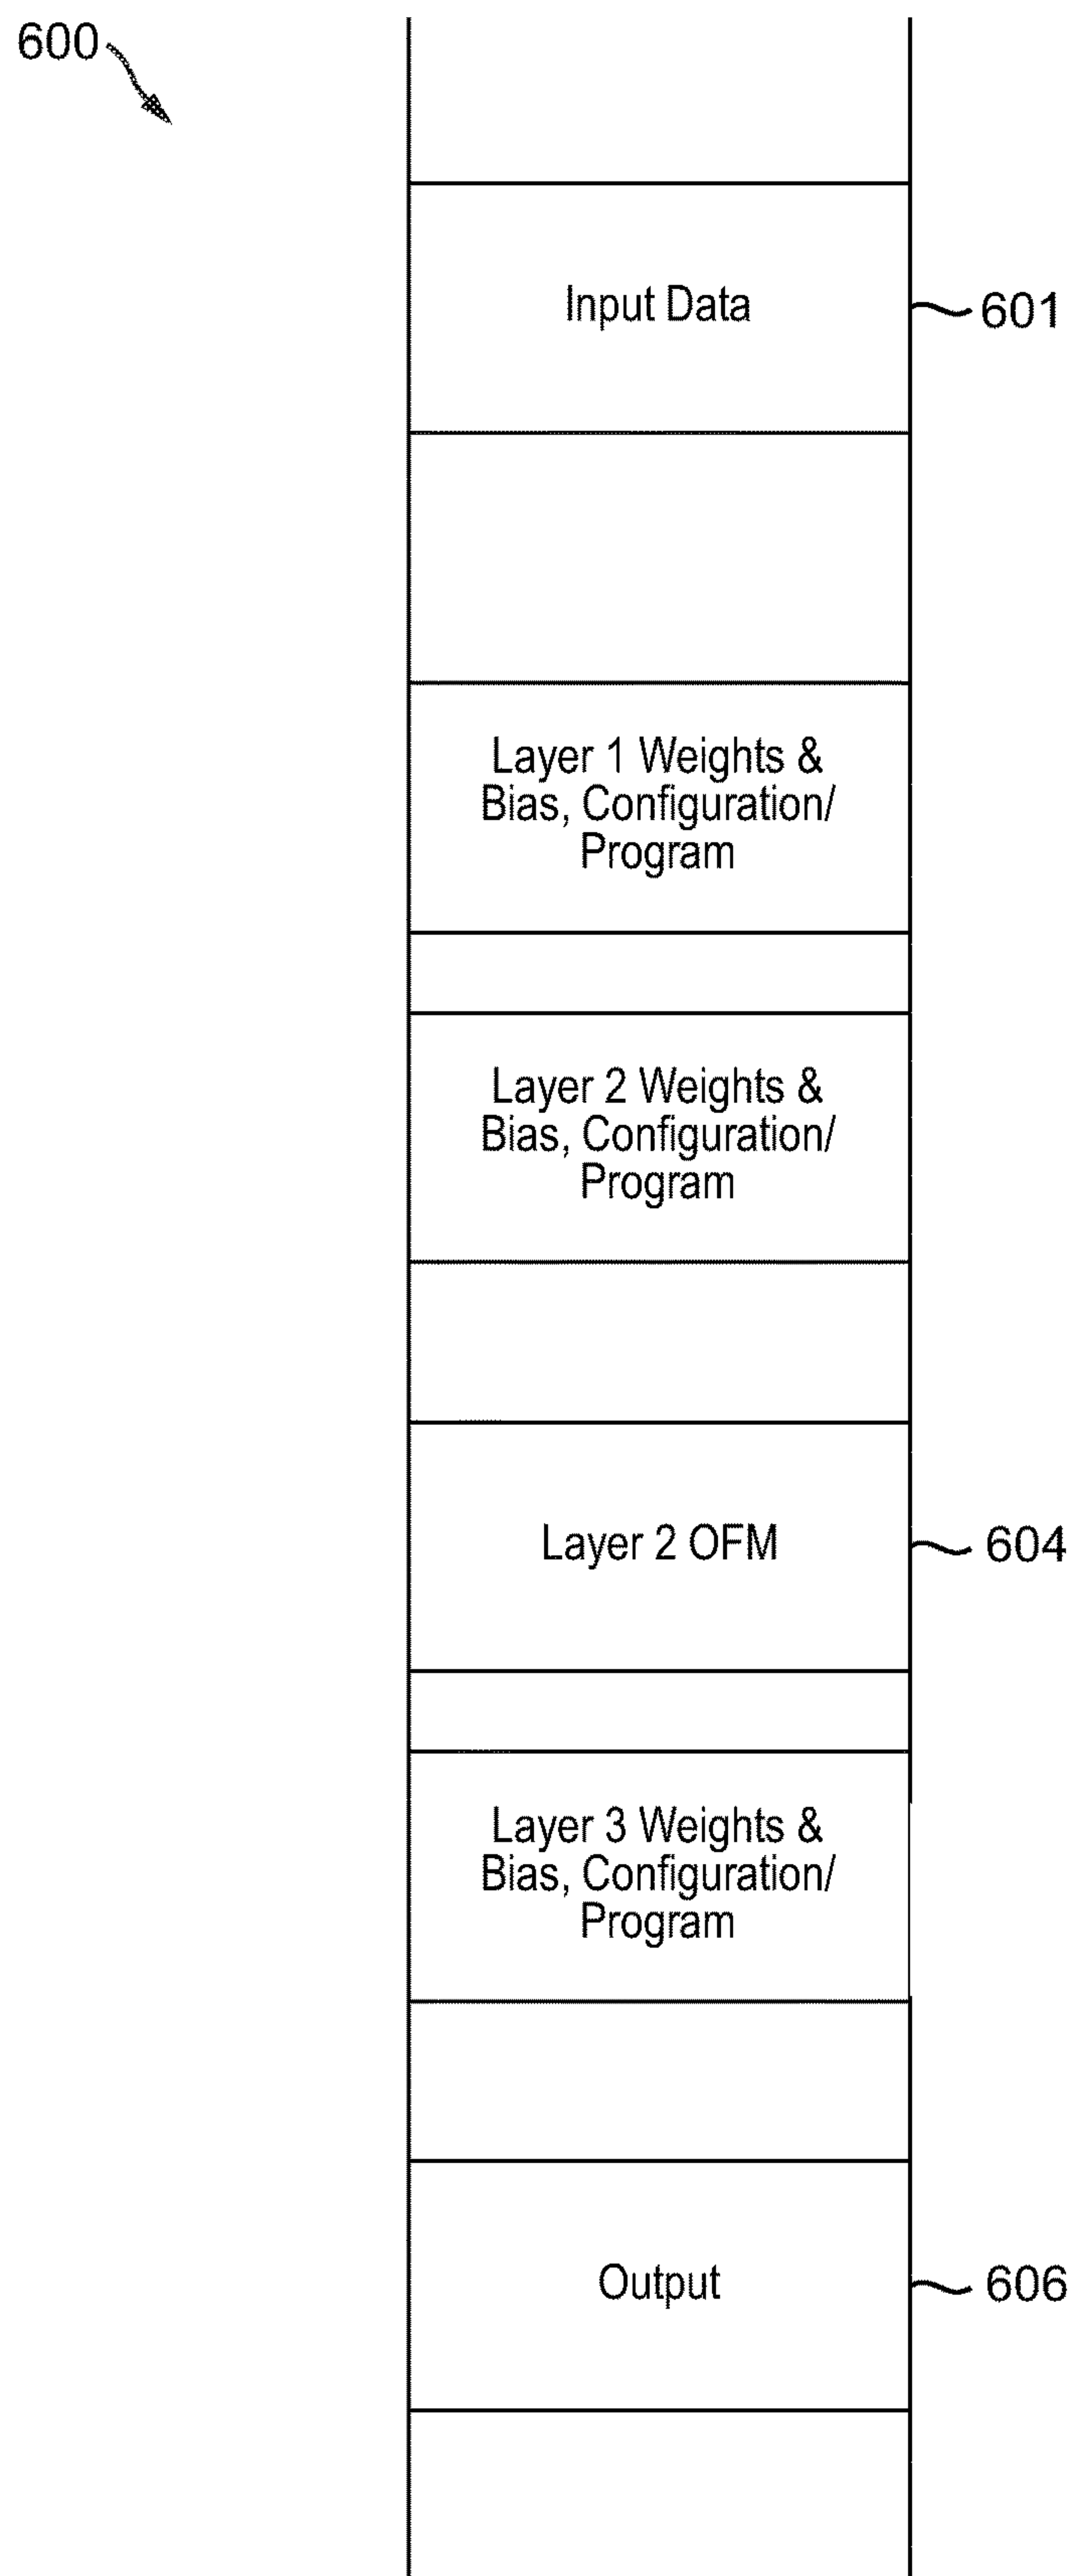 600
Input Data
601
Layer 1 Weights &
Bias, Configuration/
Program
Layer 2 Weights &
Bias, Configuration/
Program
Layer 2 OFM
604
Layer 3 Weights &
Bias, Configuration/
Program
Output
606